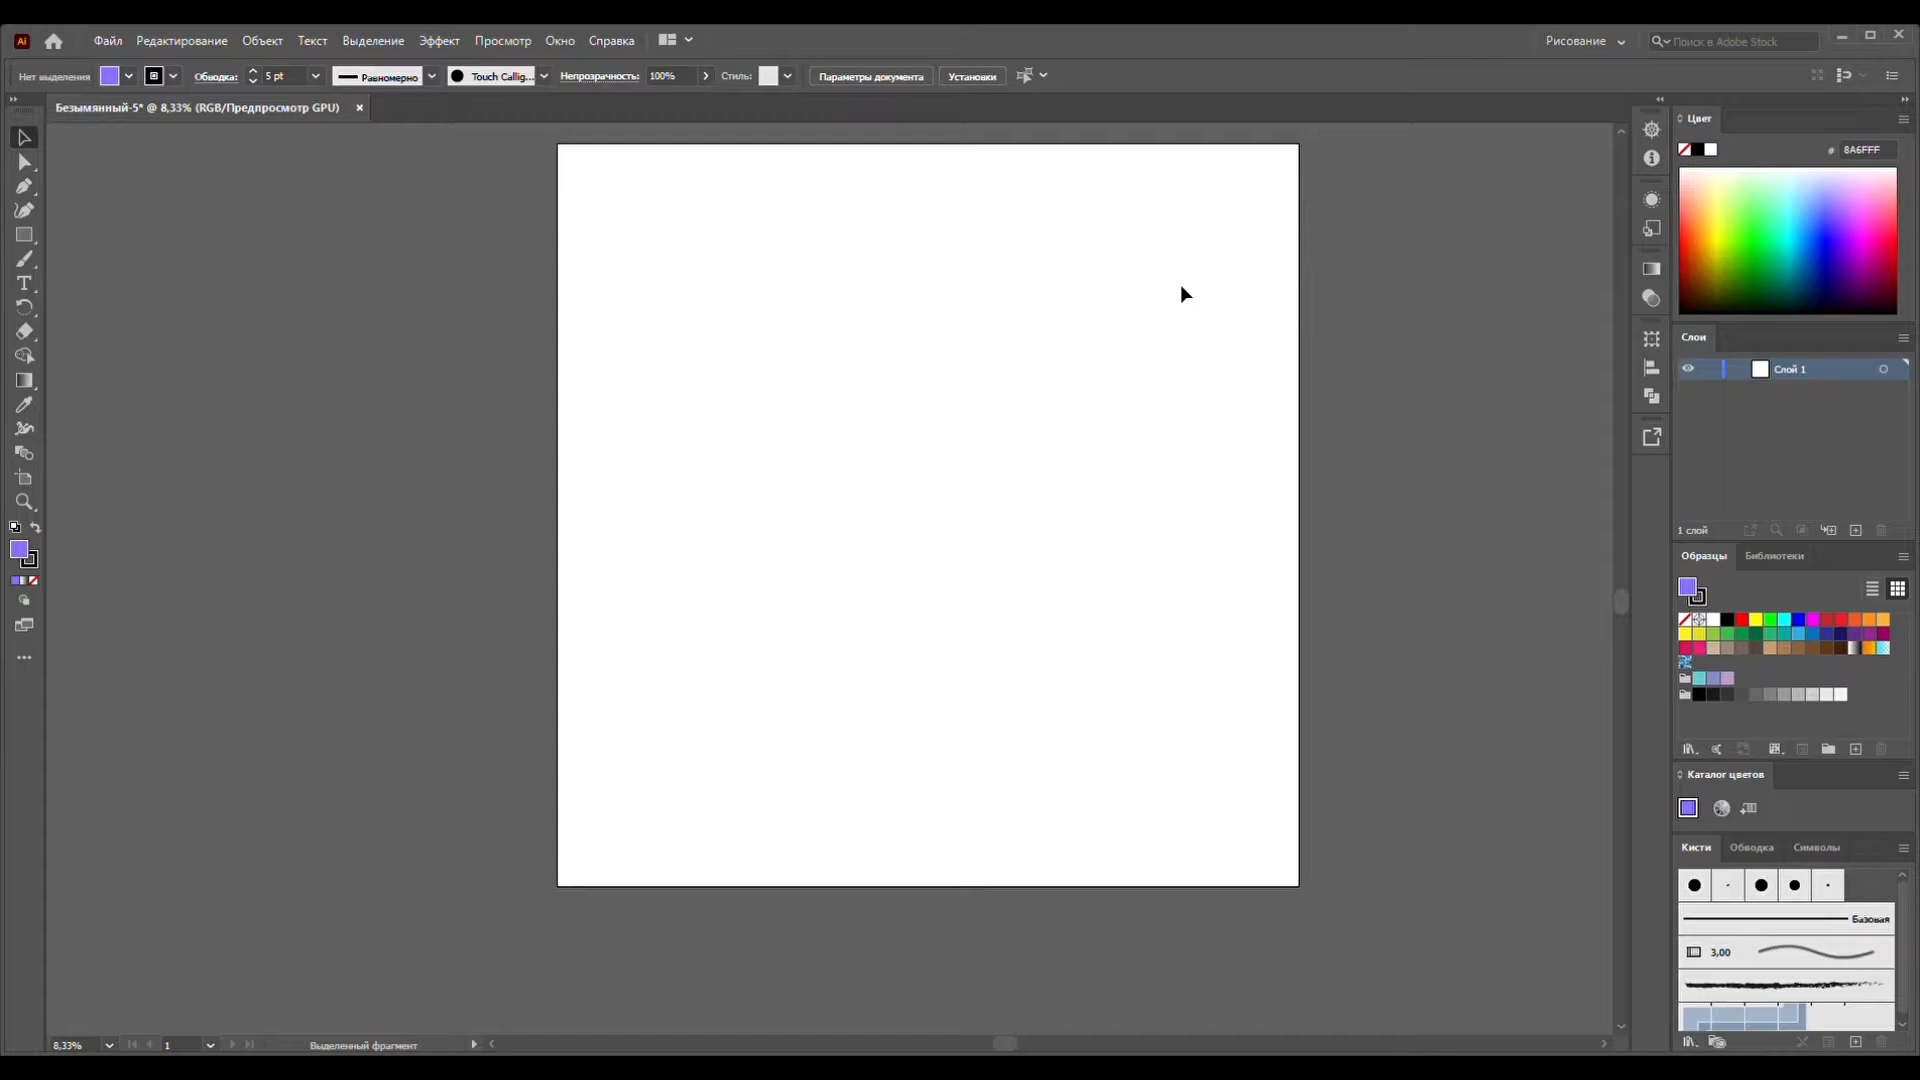 Ai Файл Редактирование Объект Текст Выделение Эффект Просмотр Окно Справка Рисование Поиск в Adobe Stock
Нет выделения Обводка: 5 pt Равномерно Touch Callig... Непрозрачность: 100% Стиль: Параметры документа Установки
Безымянный-5* @ 8,33% (RGB/Предпросмотр GPU)
Цвет
# 8A6FFF
Слои
Слой 1
1 слой
Образцы Библиотеки
Каталог цветов
Кисти Обводка Символы
Базовая
3,00
8,33% 1 Выделенный фрагмент